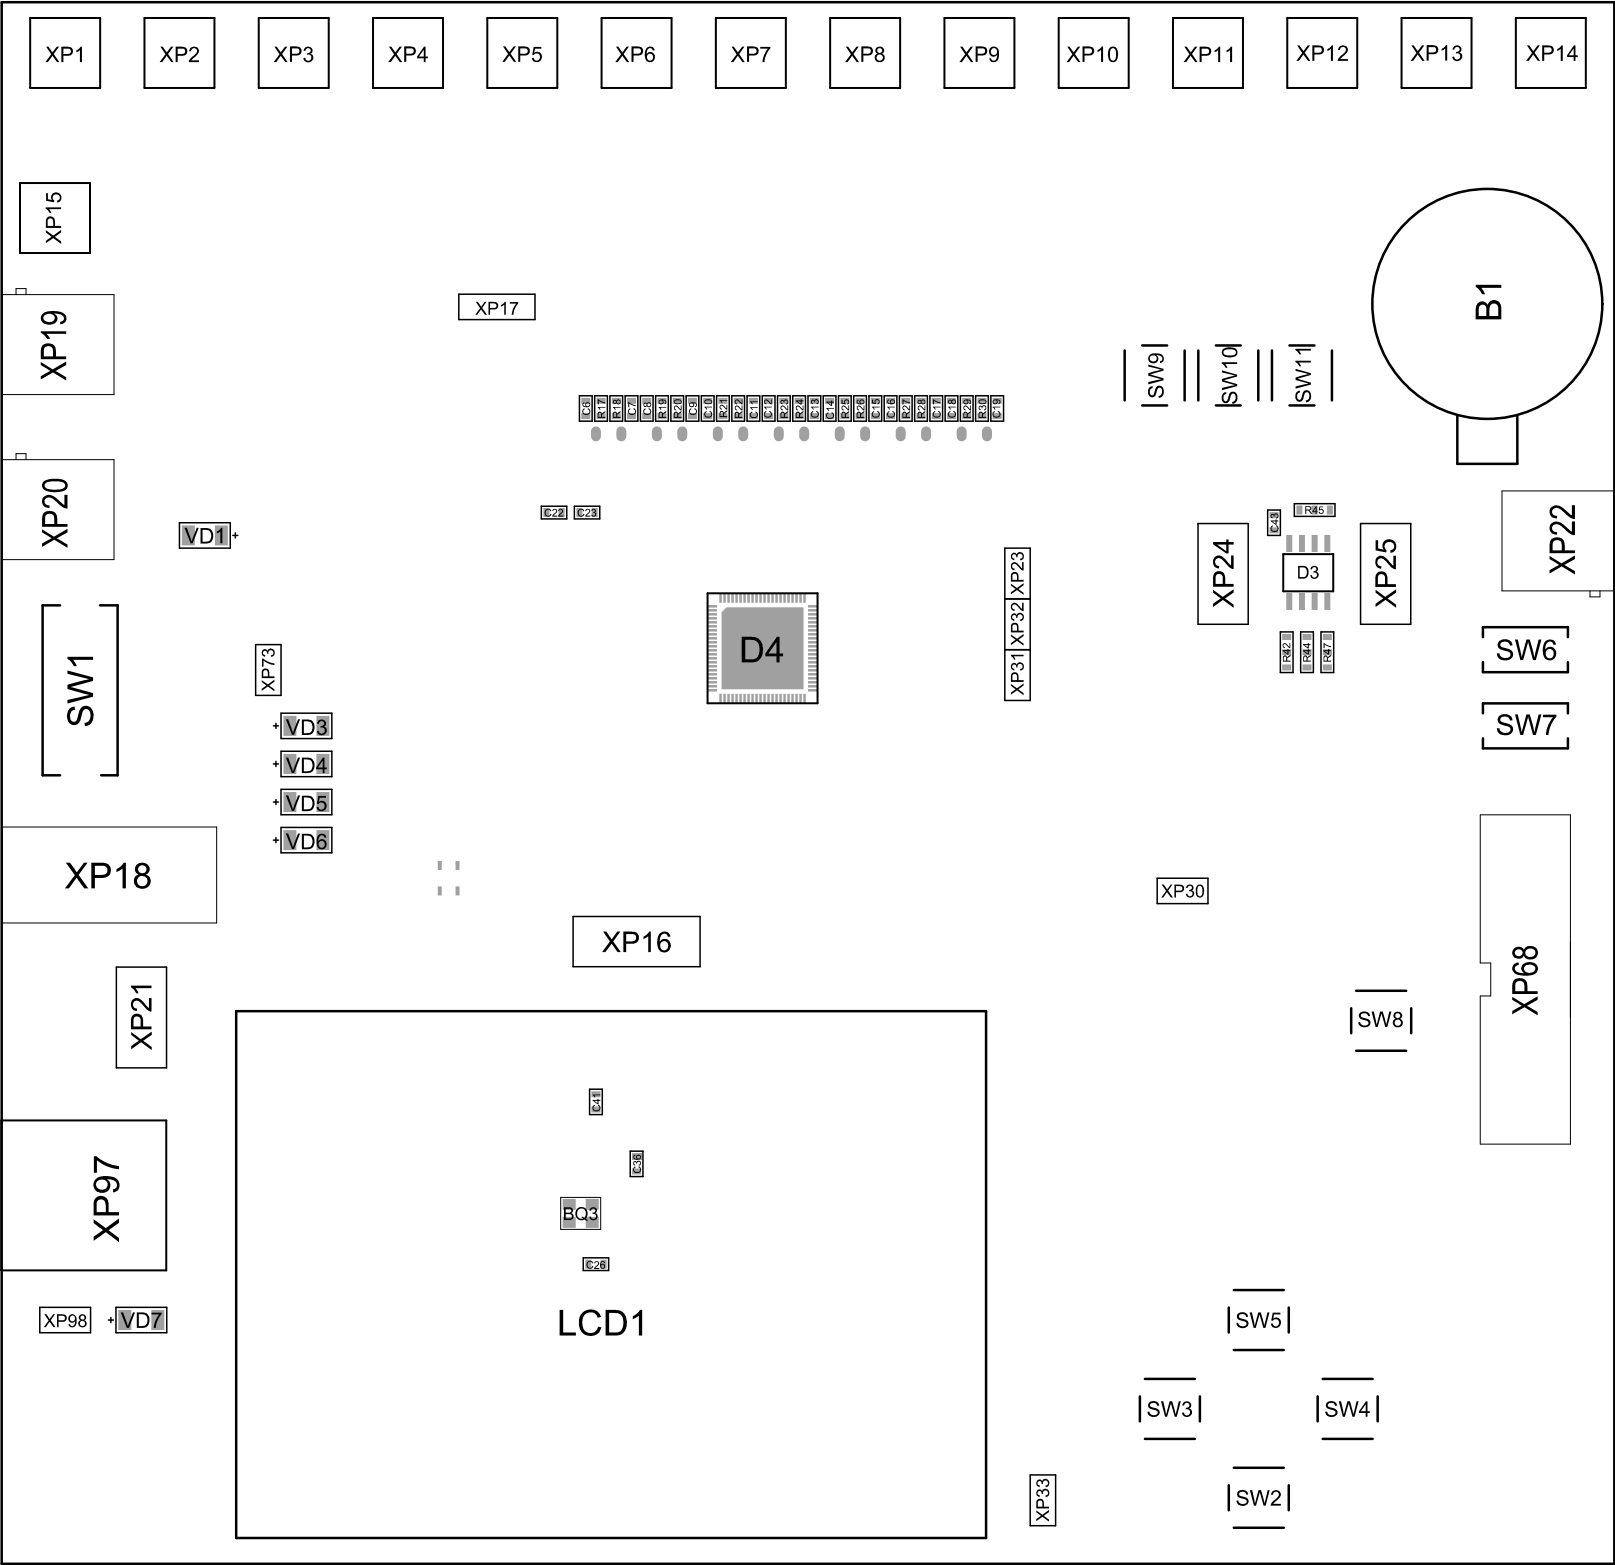 XP1 XP2 XP3 XP4 XP5 XP6 XP7 XP8 XP9 XP10 XP11 XP12 XP13 XP14
XP15
XP17
B1
XP19
SW9 SW10 SW11
C6 R17 R18 C7 C8 R19 R20 C9 C10 R21 R22 C11 C12 R23 R24 C13 C14 R25 R26 C15 C16 R27 R28 C17 C18 R29 R30 C19
XP20
VD1 +
C22 C23
C43 R45
XP22
XP23
XP24
D3
XP25
XP32
XP31
D4
R42 R44 R47
SW6
SW1
XP73
SW7
+ VD3
+ VD4
+ VD5
+ VD6
XP18
XP30
XP16
XP68
XP21
SW8
C41
C36
XP97
BQ3
C26
XP98 + VD7
LCD1
SW5
SW3 SW4
XP33
SW2